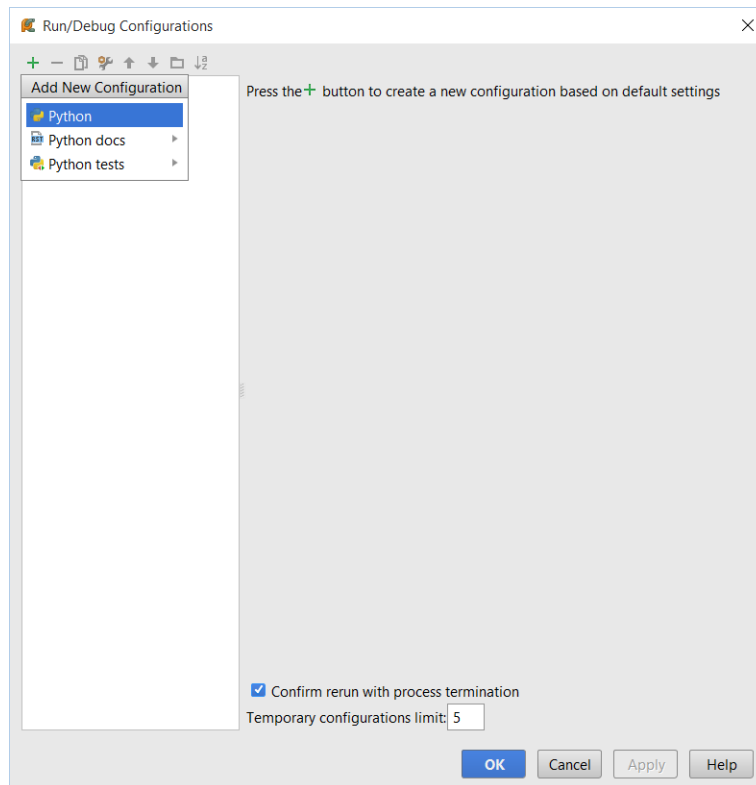 Run/Debug Configurations
Add New Configuration
Press the + button to create a new configuration based on default settings
Python
RST Python docs
Python tests
Confirm rerun with process termination
Temporary configurations limit: 5
OK Cancel Apply Help